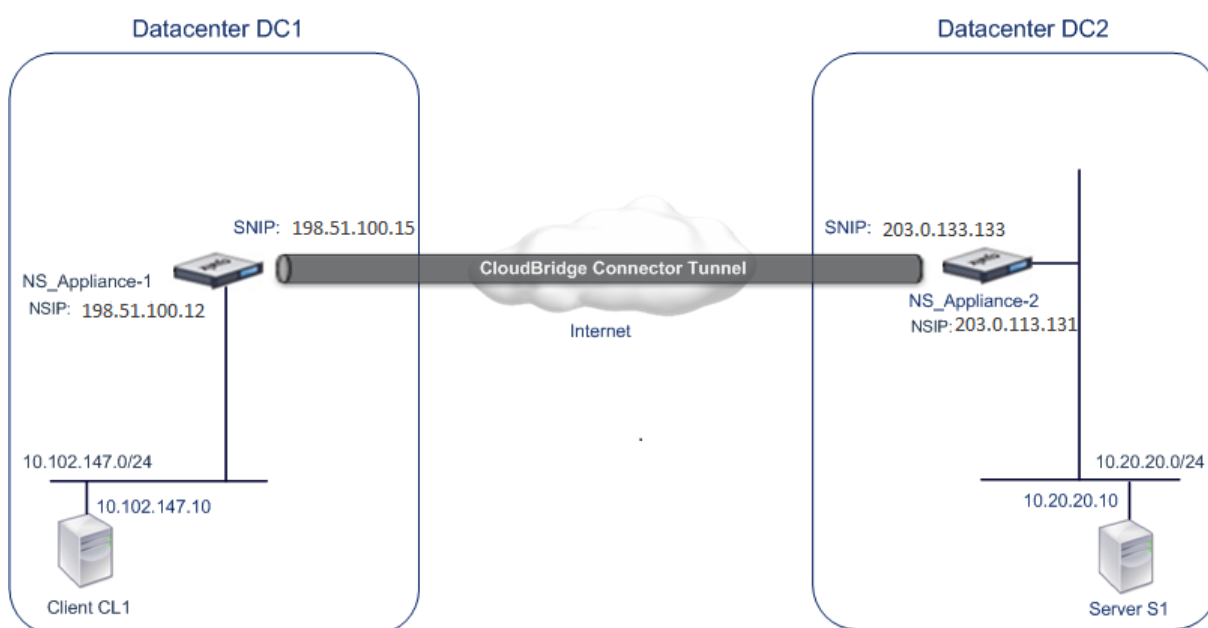 Datacenter DC1
Datacenter DC2
SNIP: 198.51.100.15
SNIP: 203.0.133.133
CloudBridge Connector Tunnel
NS_Appliance-1
NSIP: 198.51.100.12
NS_Appliance-2
NSIP: 203.0.113.131
Internet
10.102.147.0/24
10.20.20.0/24
10.102.147.10
10.20.20.10
Client CL1
Server S1